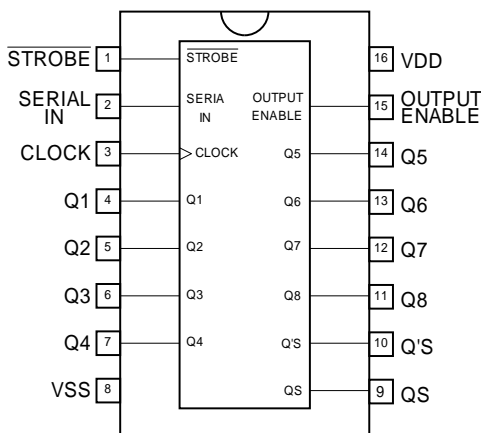 STROBE 1 STROBE 16 VDD
SERIAL IN 2 SERIA IN OUTPUT ENABLE 15 OUTPUT ENABLE
CLOCK 3 CLOCK Q5 14 Q5
Q1 4 Q1 Q6 13 Q6
Q2 5 Q2 Q7 12 Q7
Q3 6 Q3 Q8 11 Q8
Q4 7 Q4 Q'S 10 Q'S
VSS 8 QS 9 QS